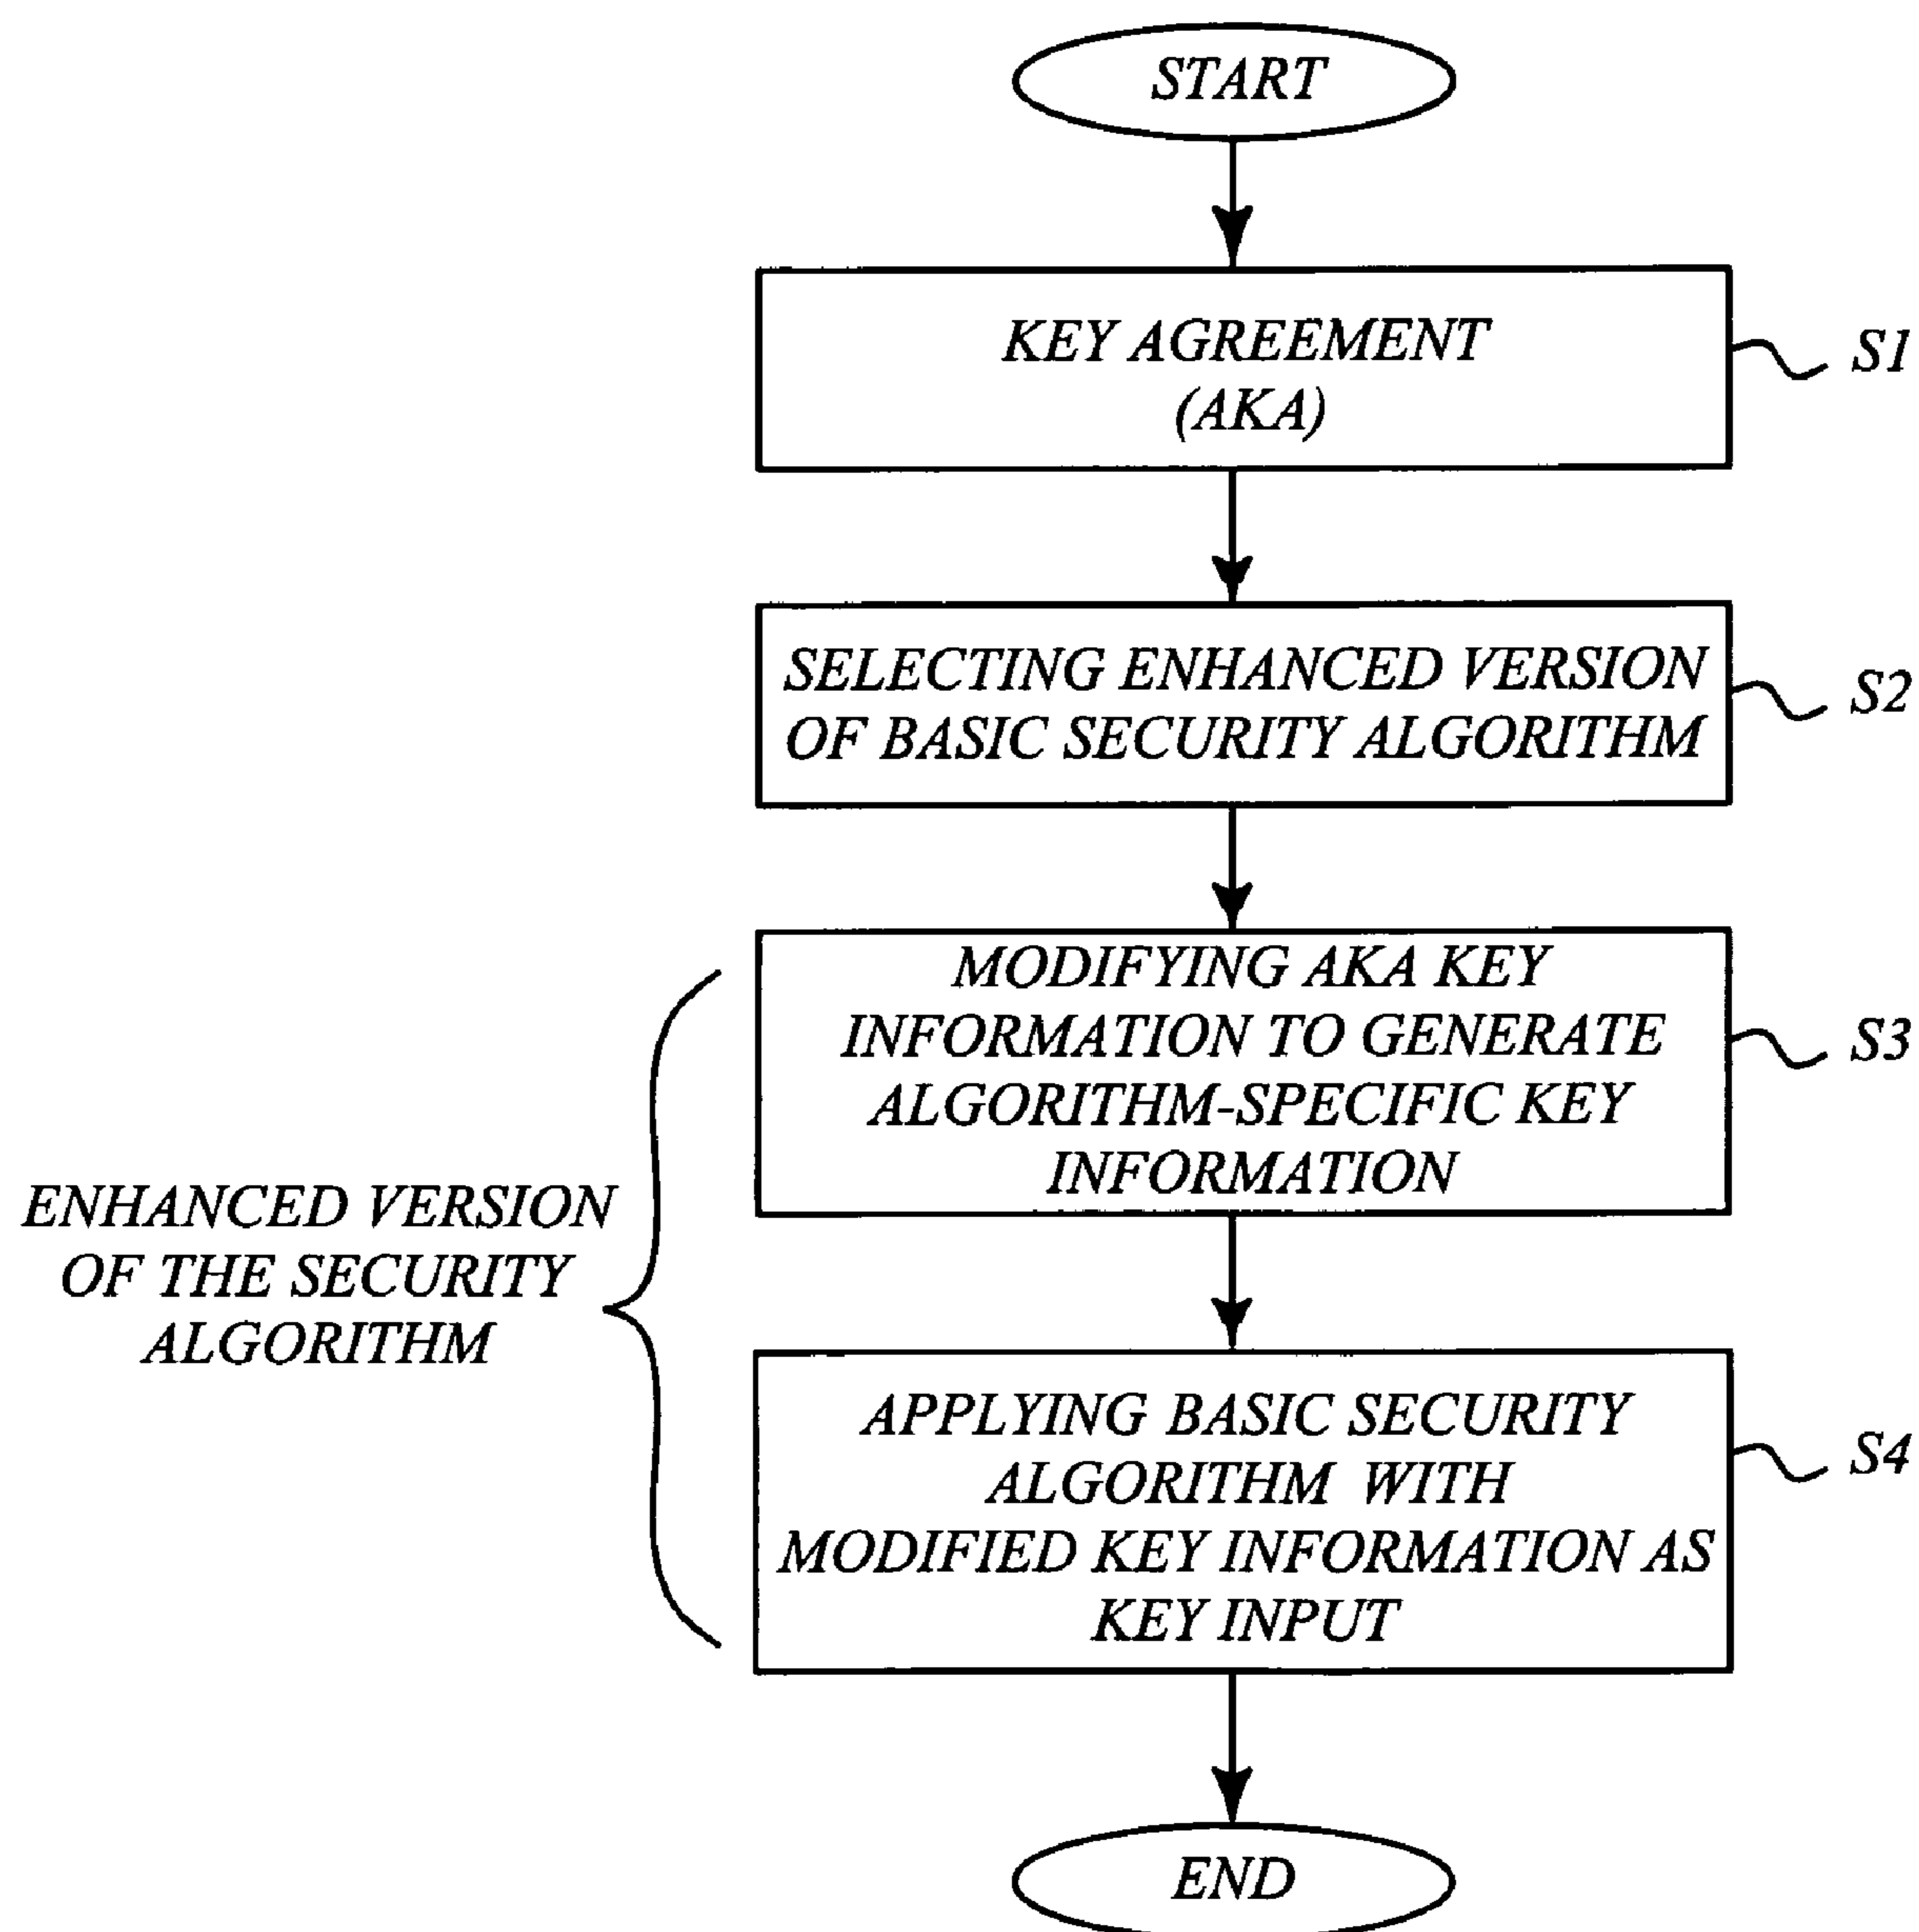 START
KEY AGREEMENT
(AKA)
S1
SELECTING ENHANCED VERSION
OF BASIC SECURITY ALGORITHM
S2
MODIFYING AKA KEY
INFORMATION TO GENERATE
ALGORITHM-SPECIFIC KEY
INFORMATION
S3
ENHANCED VERSION
OF THE SECURITY
ALGORITHM
APPLYING BASIC SECURITY
ALGORITHM WITH
MODIFIED KEY INFORMATION AS
KEY INPUT
S4
END